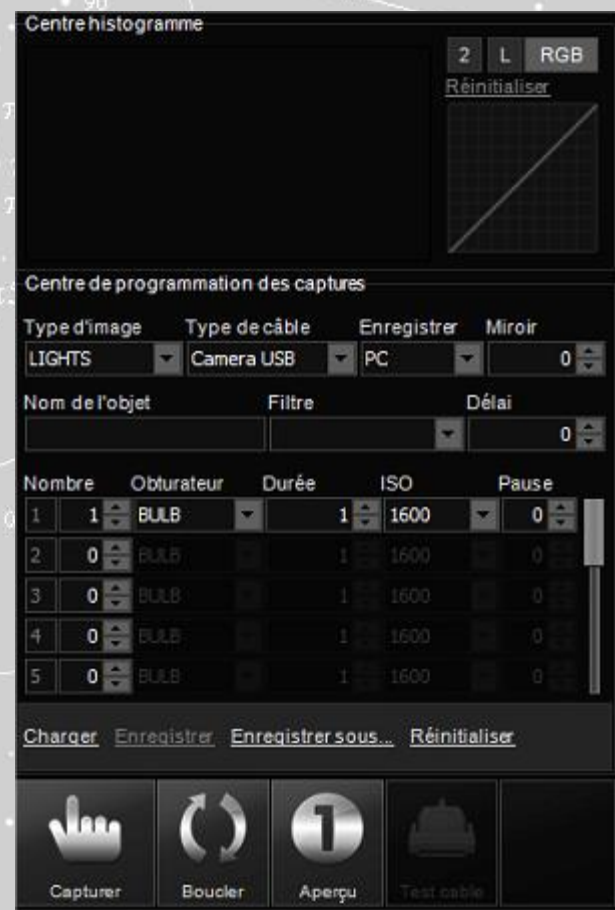 90
Centre histogramme
2 L RGB
Réinitialiser
Centre de programmation des captures
Type d'image Type de câble Enregistrer Miroir
LIGHTS Camera USB PC 0
Nom de l'objet Filtre Délai
0
Nombre Obturateur Durée ISO Pause
1 1 BULB 1 1600 0
2 0 BULB 1 1600 0
3 0 BULB 1 1600 0
4 0 BULB 1 1600 0
5 0 BULB 1 1600 0
Charger Enregistrer Enregistrer sous... Réinitialiser
1
Capturer Boucler Aperçu Test cable